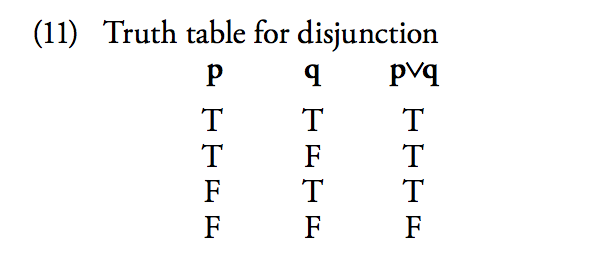 (11) Truth table for disjunction
p q p∨q
T T T
T F T
F T T
F F F